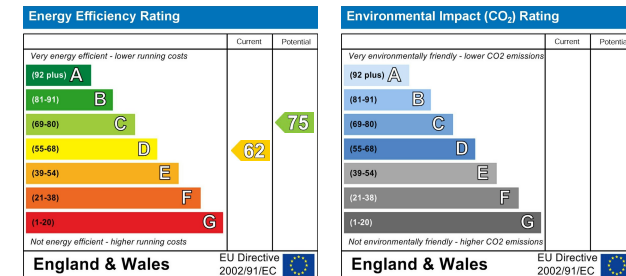 Energy Efficiency Rating
Current Potential
Very energy efficient - lower running costs
(92 plus) A
(81-91) B
(69-80) C
75
(55-68) D
62
(39-54) E
(21-38) F
(1-20) G
Not energy efficient - higher running costs
England & Wales
EU Directive
2002/91/EC
Environmental Impact (CO2) Rating
Current Potential
Very environmentally friendly - lower CO2 emissions
(92 plus) A
(81-91) B
(69-80) C
(55-68) D
(39-54) E
(21-38) F
(1-20) G
Not environmentally friendly - higher CO2 emissions
England & Wales
EU Directive
2002/91/EC